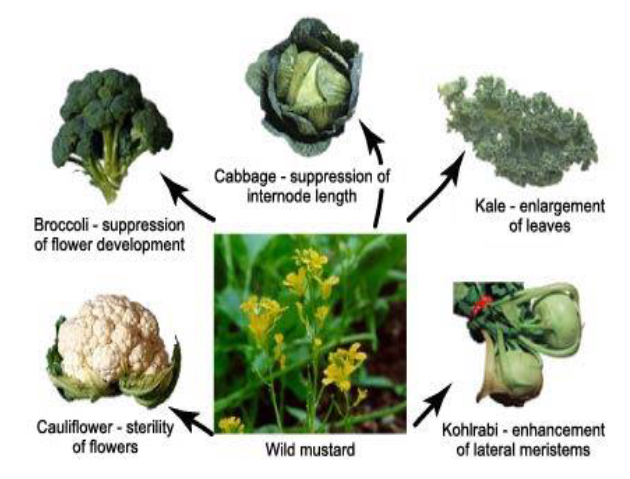 Cabbage - suppression of
internode length
Broccoli - suppression
of flower development
Kale - enlargement
of leaves
Cauliflower - sterility
of flowers
Wild mustard
Kohlrabi - enhancement
of lateral meristems